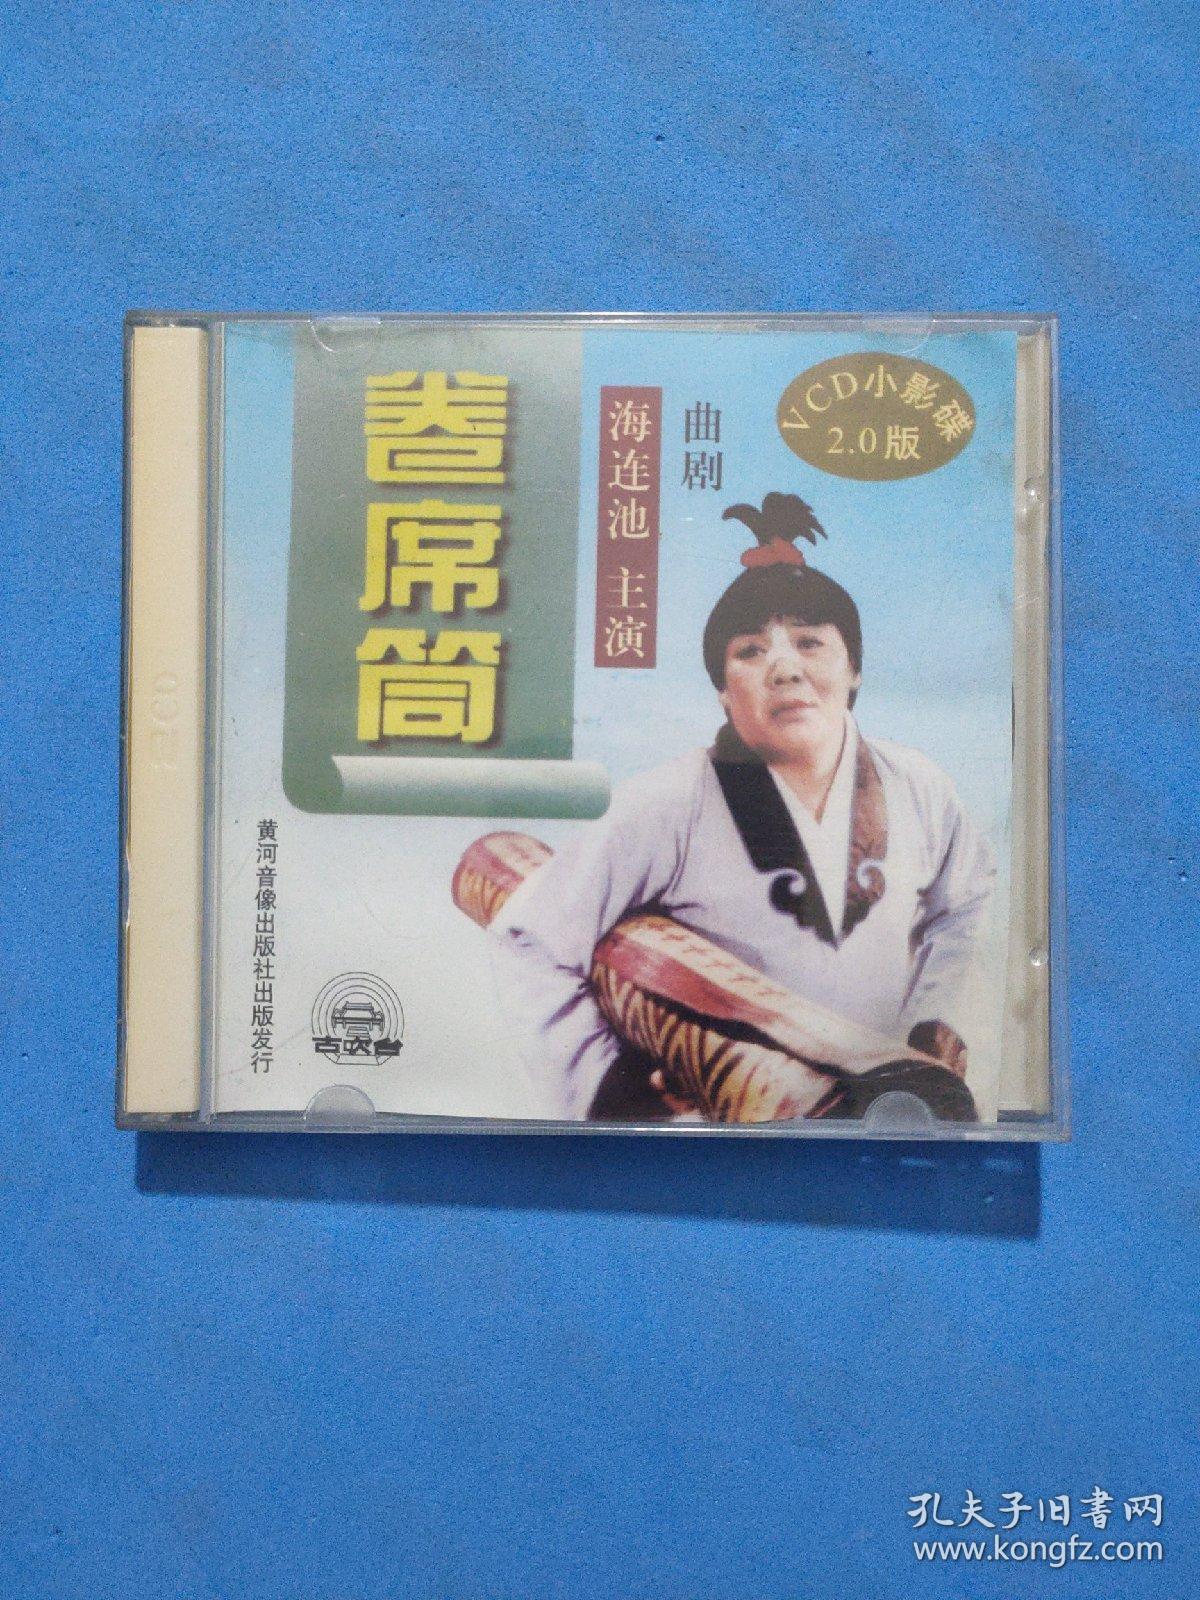 卷席筒
海连池 主演
曲剧
VCD小影碟
2.0版
黄河音像出版社出版发行
古吹台
2CD
孔夫子旧书网
www.kongfz.com